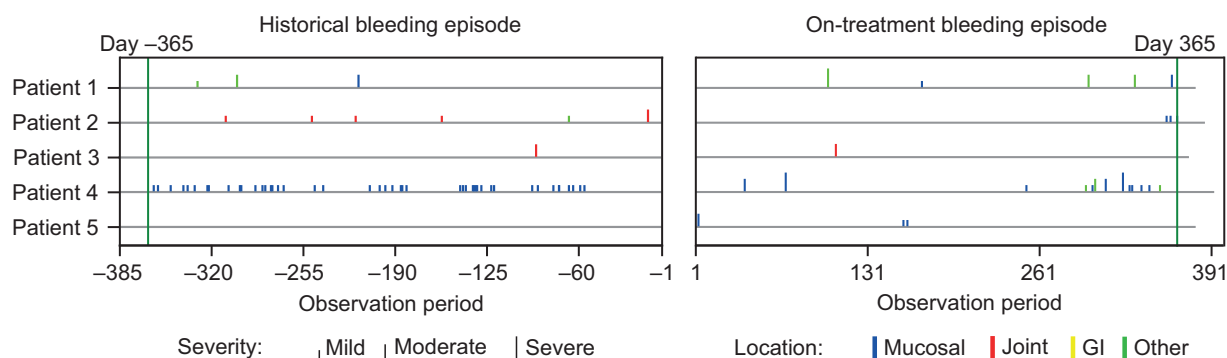 Historical bleeding episode
On-treatment bleeding episode
Day –365
Day 365
Patient 1
Patient 2
Patient 3
Patient 4
Patient 5
–385 –320 –255 –190 –125 –60 –1
1 131 261 391
Observation period
Observation period
Severity: Mild Moderate Severe
Location: Mucosal Joint GI Other